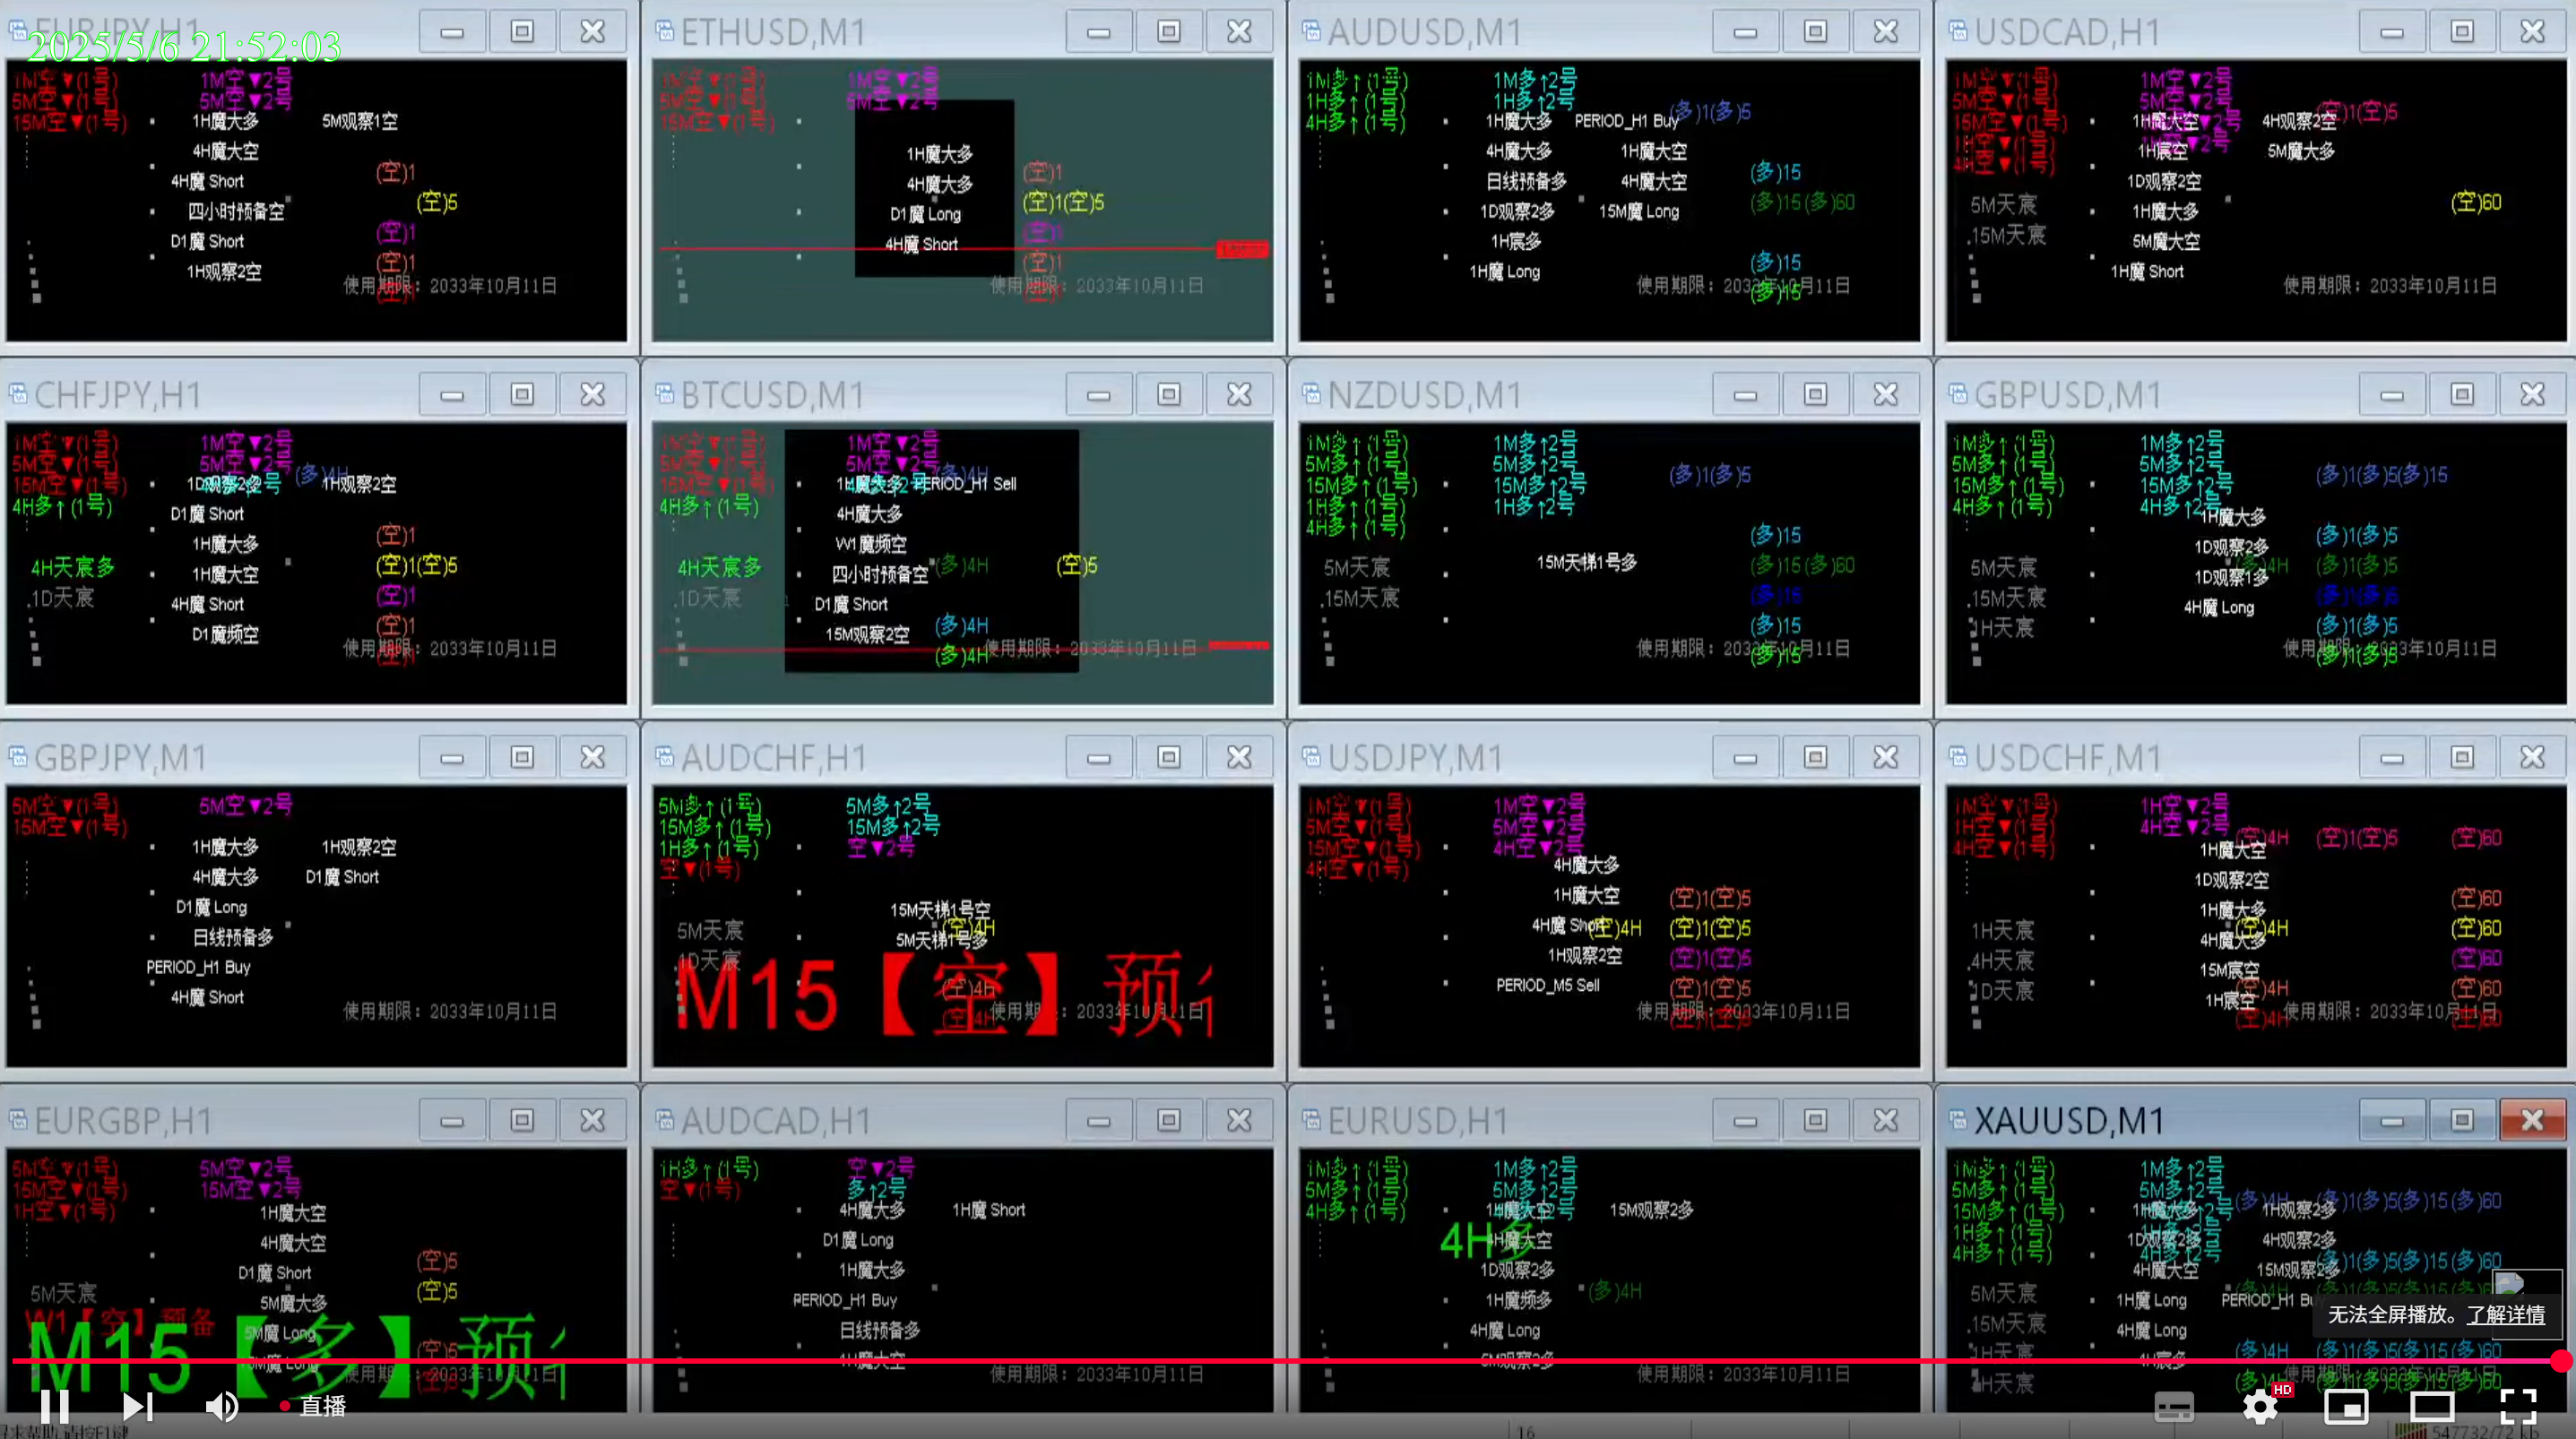 EURJPY,H1
2025/5/6 21:52:03
1M空▼(1号) 1M空▼2号
5M空▼(1号) 5M空▼2号
15M空▼(1号) 1H魔大多 5M观察1空
4H魔大空
(空)1
4H魔 Short
四小时预备空 (空)5
D1魔 Short (空)1
1H观察2空 (空)1
使用期限：2033年10月11日
ETHUSD,M1
1M空▼(1号) 1M空▼2号
5M空▼(1号) 5M空▼2号
15M空▼(1号)
1H魔大多 (空)1
4H魔大多 (空)1(空)5
D1魔 Long (空)1
4H魔 Short (空)1
使用期限：2033年10月11日
AUDUSD,M1
1M多↑(1号) 1M多↑2号
1H多↑(1号) 1H多↑2号 (多)1(多)5
4H多↑(1号) 1H魔大多 PERIOD_H1 Buy
4H魔大多 1H魔大空 (多)15
日线预备多 4H魔大空
1D观察2多 15M魔 Long (多)15(多)60
1H宸多 (多)15
1H魔 Long (多)15
使用期限：2033年10月11日
USDCAD,H1
1M空▼(1号) 1M空▼2号
5M空▼(1号) 5M空▼2号 (空)1(空)5
15M空▼(1号) 1H魔大空 4H观察2空
1H空▼(1号) 1H宸空 5M魔大多
4H空▼(1号)
1D观察2空
5M天宸 1H魔大多 (空)60
15M天宸 5M魔大空
1H魔 Short
使用期限：2033年10月11日
CHFJPY,H1
1M空▼(1号) 1M空▼2号
5M空▼(1号) 5M空▼2号 (多)4H
15M空▼(1号) 1D观察2多 1H观察2空
4H多↑(1号) D1魔 Short
1H魔大多 (空)1
4H天宸多 1H魔大空 (空)1(空)5
1D天宸 4H魔 Short (空)1
D1魔频空 (空)1
使用期限：2033年10月11日
BTCUSD,M1
1M空▼(1号) 1M空▼2号
5M空▼(1号) 5M空▼2号 (多)4H
15M空▼(1号) 1H魔大多 PERIOD_H1 Sell
4H多↑(1号) 4H魔大多
W1魔频空
4H天宸多 四小时预备空 (多)4H (空)5
1D天宸 D1魔 Short
15M观察2空 (多)4H
(多)4H 使用期限：2033年10月11日
NZDUSD,M1
1M多↑(1号) 1M多↑2号
5M多↑(1号) 5M多↑2号 (多)1(多)5
15M多↑(1号) 15M多↑2号
1H多↑(1号) 1H多↑2号
4H多↑(1号) (多)15
5M天宸 15M天梯1号多 (多)15(多)60
15M天宸 (多)15
(多)15
(多)15
使用期限：2033年10月11日
GBPUSD,M1
1M多↑(1号) 1M多↑2号
5M多↑(1号) 5M多↑2号 (多)1(多)5(多)15
15M多↑(1号) 15M多↑2号
4H多↑(1号) 4H多↑2号
1H魔大多 (多)1(多)5
1D观察2多
5M天宸 (多)4H (多)1(多)5
15M天宸 1D观察1多 (多)1(多)5
1H天宸 4H魔 Long (多)1(多)5
(多)1(多)5
使用期限：2033年10月11日
GBPJPY,M1
5M空▼(1号) 5M空▼2号
15M空▼(1号)
1H魔大多 1H观察2空
4H魔大多 D1魔 Short
D1魔 Long
日线预备多
PERIOD_H1 Buy
4H魔 Short
使用期限：2033年10月11日
AUDCHF,H1
5M多↑(1号) 5M多↑2号
15M多↑(1号) 15M多↑2号
1H多↑(1号) 空▼2号
空▼(1号)
15M天梯1号空
5M天宸 (空)4H
5M天梯1号多
1D天宸
M15【空】预
(空)4H
使用期限：2033年10月11日
USDJPY,M1
1M空▼(1号) 1M空▼2号
5M空▼(1号) 5M空▼2号
15M空▼(1号) 4H空▼2号
4H空▼(1号) 4H魔大多
1H魔大空 (空)1(空)5
4H魔 Short (空)4H (空)1(空)5
1H观察2空 (空)1(空)5
PERIOD_M5 Sell (空)1(空)5
(空)1(空)5
使用期限：2033年10月11日
USDCHF,M1
1M空▼(1号) 1H空▼2号
1H空▼(1号) 4H空▼2号
4H空▼(1号) (空)4H (空)1(空)5 (空)60
1H魔大空
1D观察2空 (空)60
1H魔大多
1H天宸 (空)4H (空)60
4H魔大多
4H天宸 15M宸空 (空)60
1D天宸 1H宸空 (空)4H (空)60
(空)4H (空)60
使用期限：2033年10月11日
EURGBP,H1
5M空▼(1号) 5M空▼2号
15M空▼(1号) 15M空▼2号
1H空▼(1号) 1H魔大空
4H魔大空 (空)5
D1魔 Short
5M天宸 (空)5
5M魔大多
W1【空】预备
5M魔 Long
M15【多】预
(空)5
使用期限：2033年10月11日
AUDCAD,H1
1H多↑(1号) 空▼2号
空▼(1号) 多↑2号
4H魔大多 1H魔 Short
D1魔 Long
1H魔大多
PERIOD_H1 Buy
日线预备多
4H魔大空
使用期限：2033年10月11日
EURUSD,H1
1M多↑(1号) 1M多↑2号
5M多↑(1号) 5M多↑2号
4H多↑(1号) 1H魔大空 15M观察2多
4H多
4H魔大空
1D观察2多
1H魔频多 (多)4H
4H魔 Long
5M观察2多
使用期限：2033年10月11日
XAUUSD,M1
1M多↑(1号) 1M多↑2号
5M多↑(1号) 5M多↑2号 (多)4H (多)1(多)5(多)15(多)60
15M多↑(1号) 1H魔大多 1H观察2多
1H多↑(1号) 1D观察2多 4H观察2多
4H多↑(1号) 4H多↑2号 (多)1(多)5(多)15(多)60
4H魔大空 15M观察2多
5M天宸 1H魔 Long PERIOD_H1 Buy
15M天宸 4H魔 Long
1H天宸 4H宸多 (多)4H (多)1(多)5(多)15(多)60
4H天宸
使用期限：2033年10月11日
无法全屏播放。了解详情
直播
HD
寻求帮助,请按F1键
16
547732/72 kb